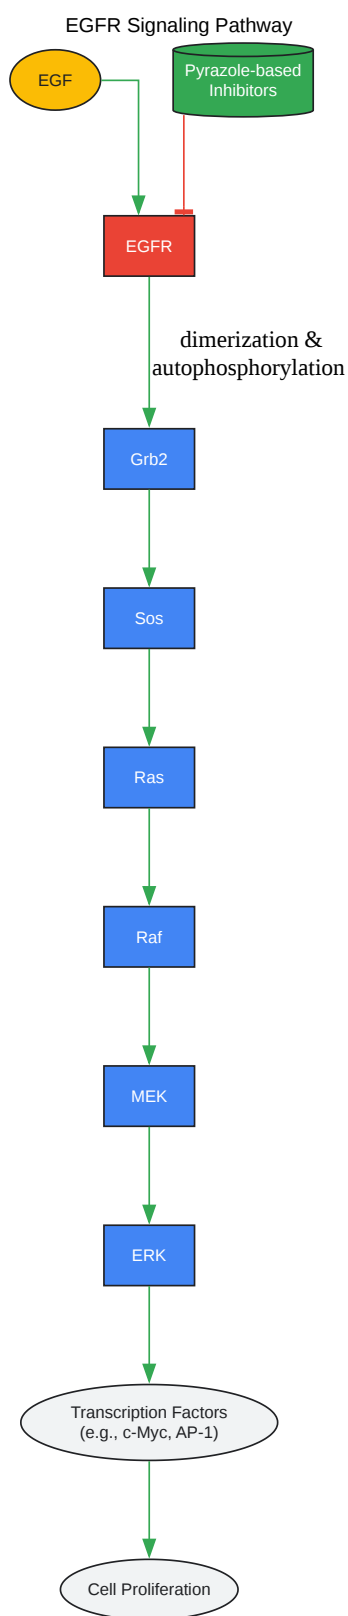 EGFR Signaling Pathway
EGF
Pyrazole-based
Inhibitors
EGFR
dimerization &
autophosphorylation
Grb2
Sos
Ras
Raf
MEK
ERK
Transcription Factors
(e.g., c-Myc, AP-1)
Cell Proliferation